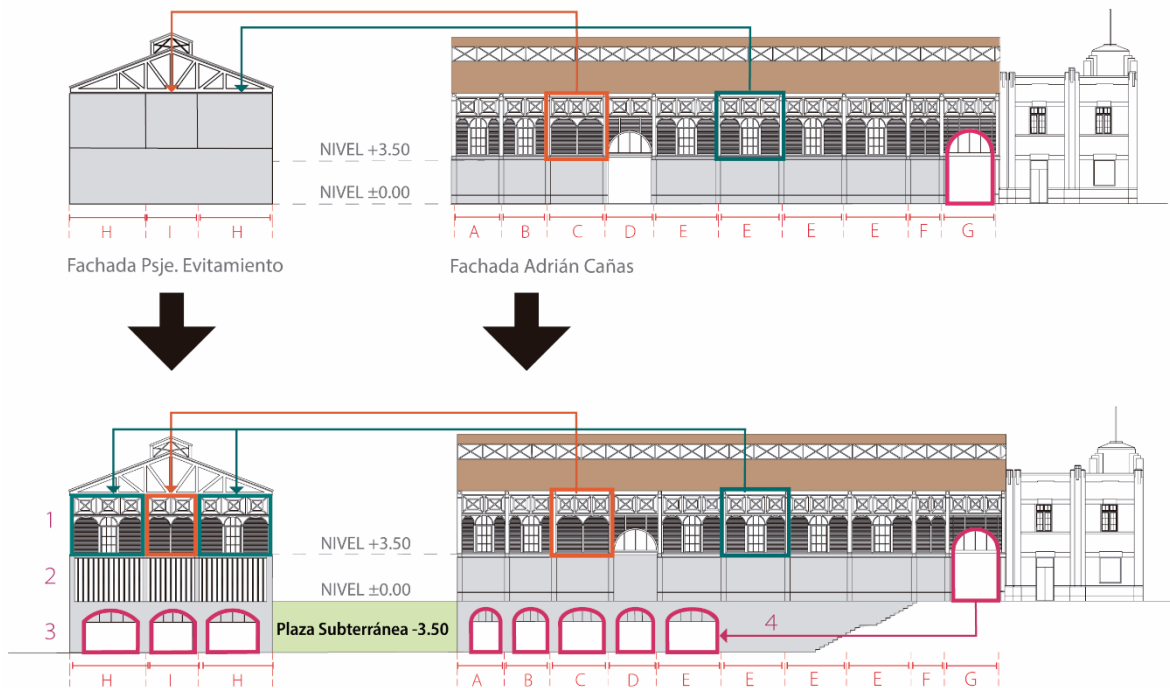 NIVEL +3.50
NIVEL ±0.00
H I H
A B C D E E E E F G
Fachada Psje. Evitamiento
Fachada Adrián Cañas
1
NIVEL +3.50
2
NIVEL ±0.00
3
Plaza Subterránea -3.50
4
H I H
A B C D E E E E F G